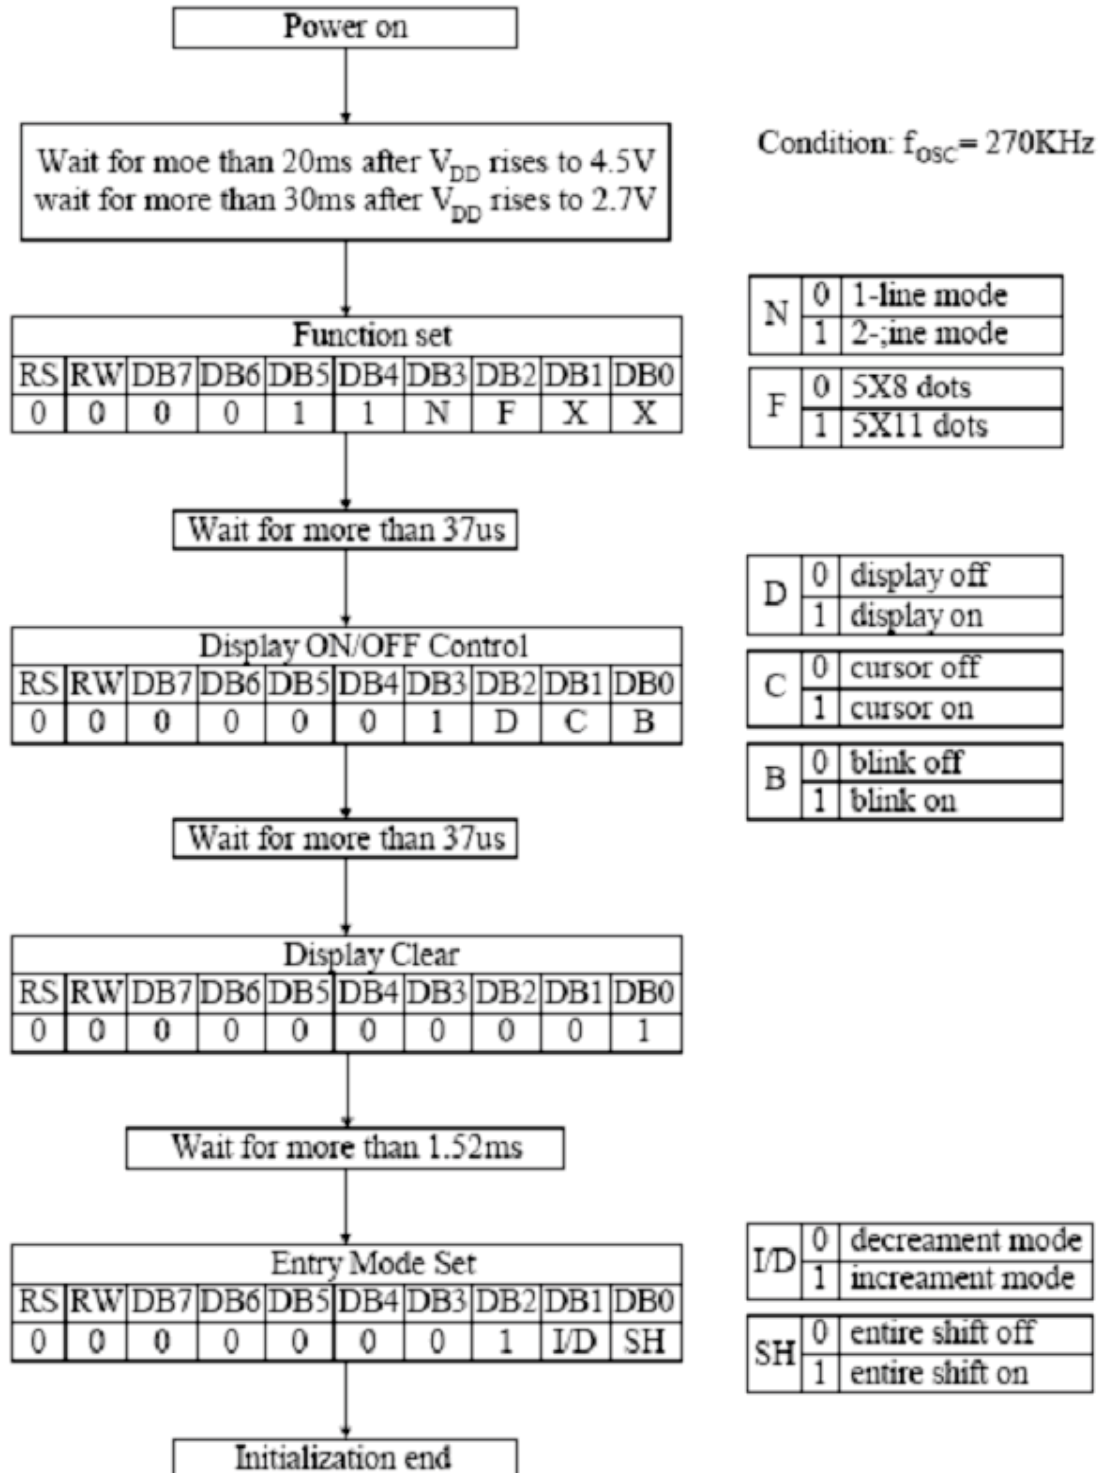 Power on
Wait for moe than 20ms after VDD rises to 4.5V
wait for more than 30ms after VDD rises to 2.7V
Condition: fOSC= 270KHz
Function set
RS RW DB7 DB6 DB5 DB4 DB3 DB2 DB1 DB0
0 0 0 0 1 1 N F X X
N 0 1-line mode
1 2-;ine mode
F 0 5X8 dots
1 5X11 dots
Wait for more than 37us
Display ON/OFF Control
RS RW DB7 DB6 DB5 DB4 DB3 DB2 DB1 DB0
0 0 0 0 0 0 1 D C B
D 0 display off
1 display on
C 0 cursor off
1 cursor on
B 0 blink off
1 blink on
Wait for more than 37us
Display Clear
RS RW DB7 DB6 DB5 DB4 DB3 DB2 DB1 DB0
0 0 0 0 0 0 0 0 0 1
Wait for more than 1.52ms
Entry Mode Set
RS RW DB7 DB6 DB5 DB4 DB3 DB2 DB1 DB0
0 0 0 0 0 0 0 1 I/D SH
I/D 0 decreament mode
1 increament mode
SH 0 entire shift off
1 entire shift on
Initialization end